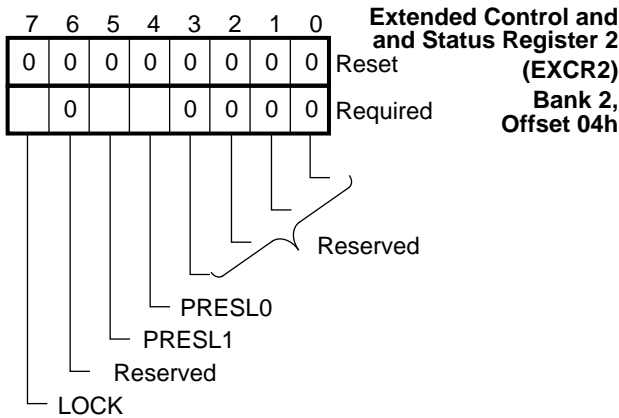 7 6 5 4 3 2 1 0
Extended Control and
and Status Register 2
(EXCR2)
Bank 2,
Offset 04h
0 0 0 0 0 0 0 0 Reset
0 0 0 0 0 Required
Reserved
PRESL0
PRESL1
Reserved
LOCK